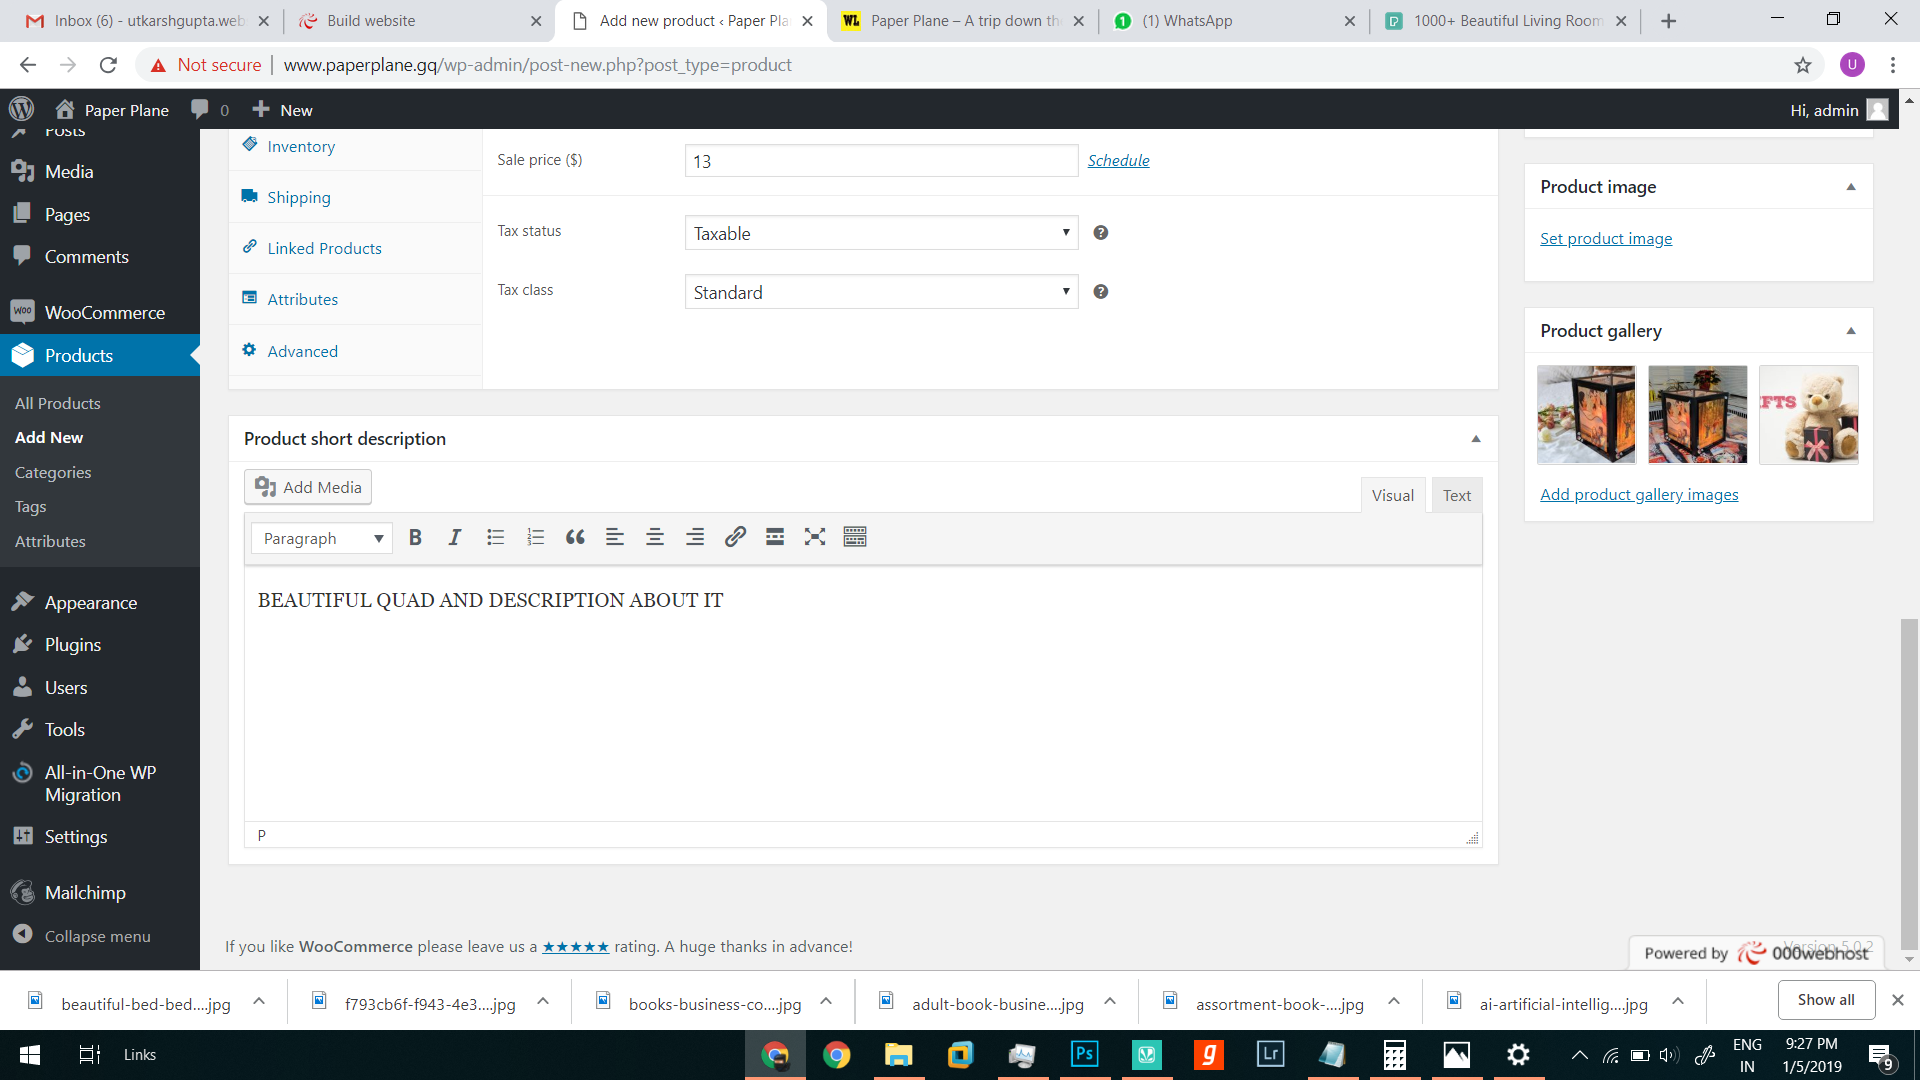 Inbox (6) - utkarshgupta.web
Build website
Add new product ‹ Paper Pla
WL
Paper Plane – A trip down the
1
(1) WhatsApp
1000+ Beautiful Living Room
Not secure
www.paperplane.gq/wp-admin/post-new.php?post_type=product
U
Paper Plane
0
New
Hi, admin
Posts
Media
Pages
Comments
Woo
WooCommerce
Products
All Products
Add New
Categories
Tags
Attributes
Appearance
Plugins
Users
Tools
All-in-One WP
Migration
Settings
Mailchimp
Collapse menu
Inventory
Shipping
Linked Products
Attributes
Advanced
Sale price ($)
13
Schedule
Tax status
Taxable
?
Tax class
Standard
?
Product short description
Add Media
Visual
Text
Paragraph
B
I
BEAUTIFUL QUAD AND DESCRIPTION ABOUT IT
P
Product image
Set product image
Product gallery
FTS
Add product gallery images
If you like WooCommerce please leave us a ★★★★★ rating. A huge thanks in advance!
Version 5.0.2
Powered by 000webhost
beautiful-bed-bed....jpg
f793cb6f-f943-4e3....jpg
books-business-co....jpg
adult-book-busine....jpg
assortment-book-....jpg
ai-artificial-intellig....jpg
Show all
Links
Ps
g
Lr
ENG
IN
9:27 PM
1/5/2019
9